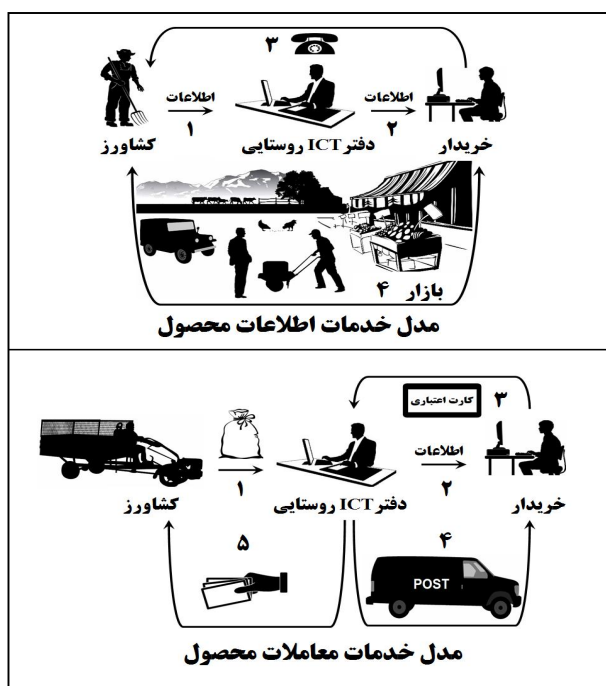 ۳
اطلاعات
اطلاعات
۱
۲
کشاورز
دفتر ICT روستایی
خریدار
بازار ۴
مدل خدمات اطلاعات محصول
کارت اعتباری
۳
اطلاعات
۱
۲
کشاورز
دفتر ICT روستایی
خریدار
۵
۴
POST
مدل خدمات معاملات محصول